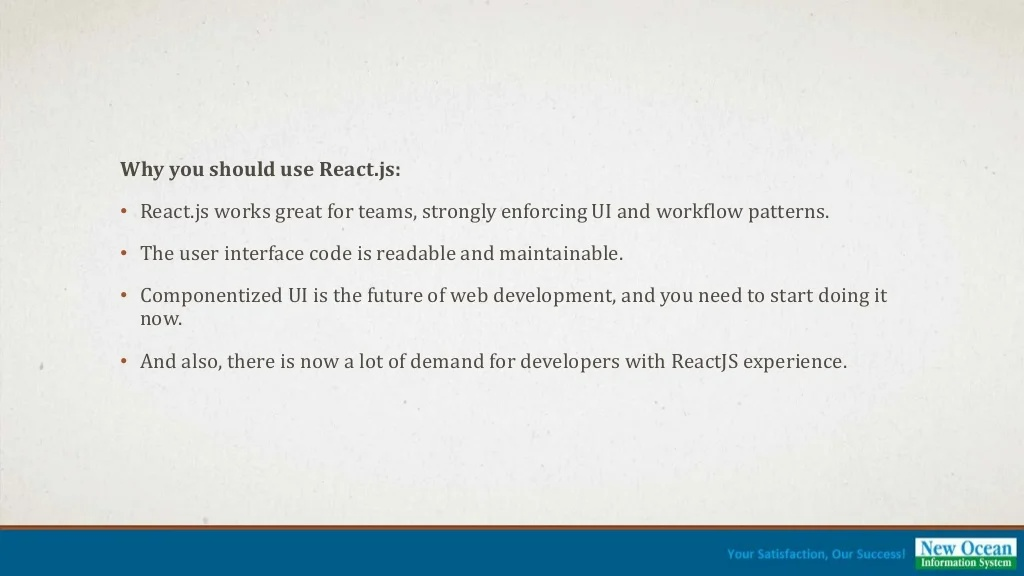 Why you should use React.js:
• React.js works great for teams, strongly enforcing UI and workflow patterns.
• The user interface code is readable and maintainable.
• Componentized UI is the future of web development, and you need to start doing it
now.
• And also, there is now a lot of demand for developers with ReactJS experience.
Your Satisfaction, Our Success!
New Ocean
Information System